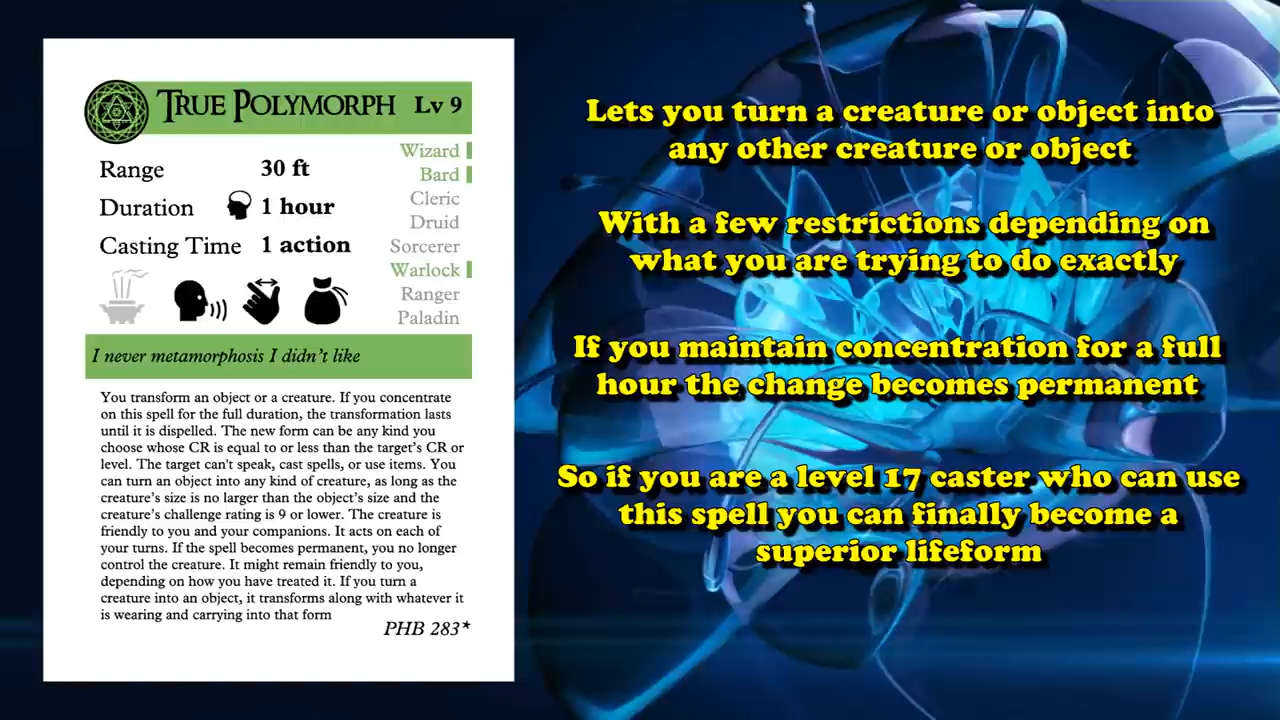 TRUE POLYMORPH Lv 9
Range 30 ft
Duration 1 hour
Casting Time 1 action
Wizard
Bard
Cleric
Druid
Sorcerer
Warlock
Ranger
Paladin
I never metamorphosis I didn't like
You transform an object or a creature. If you concentrate
on this spell for the full duration, the transformation lasts
until it is dispelled. The new form can be any kind you
choose whose CR is equal to or less than the target's CR or
level. The target can't speak, cast spells, or use items. You
can turn an object into any kind of creature, as long as the
creature's size is no larger than the object's size and the
creature's challenge rating is 9 or lower. The creature is
friendly to you and your companions. It acts on each of
your turns. If the spell becomes permanent, you no longer
control the creature. It might remain friendly to you,
depending on how you have treated it. If you turn a
creature into an object, it transforms along with whatever it
is wearing and carrying into that form
PHB 283*
Lets you turn a creature or object into
any other creature or object
With a few restrictions depending on
what you are trying to do exactly
If you maintain concentration for a full
hour the change becomes permanent
So if you are a level 17 caster who can use
this spell you can finally become a
superior lifeform